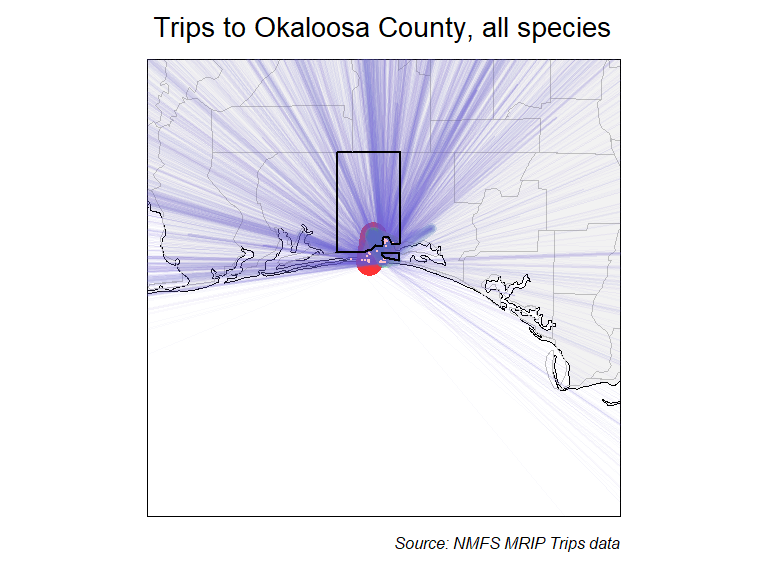 Trips to Okaloosa County, all species
Source: NMFS MRIP Trips data